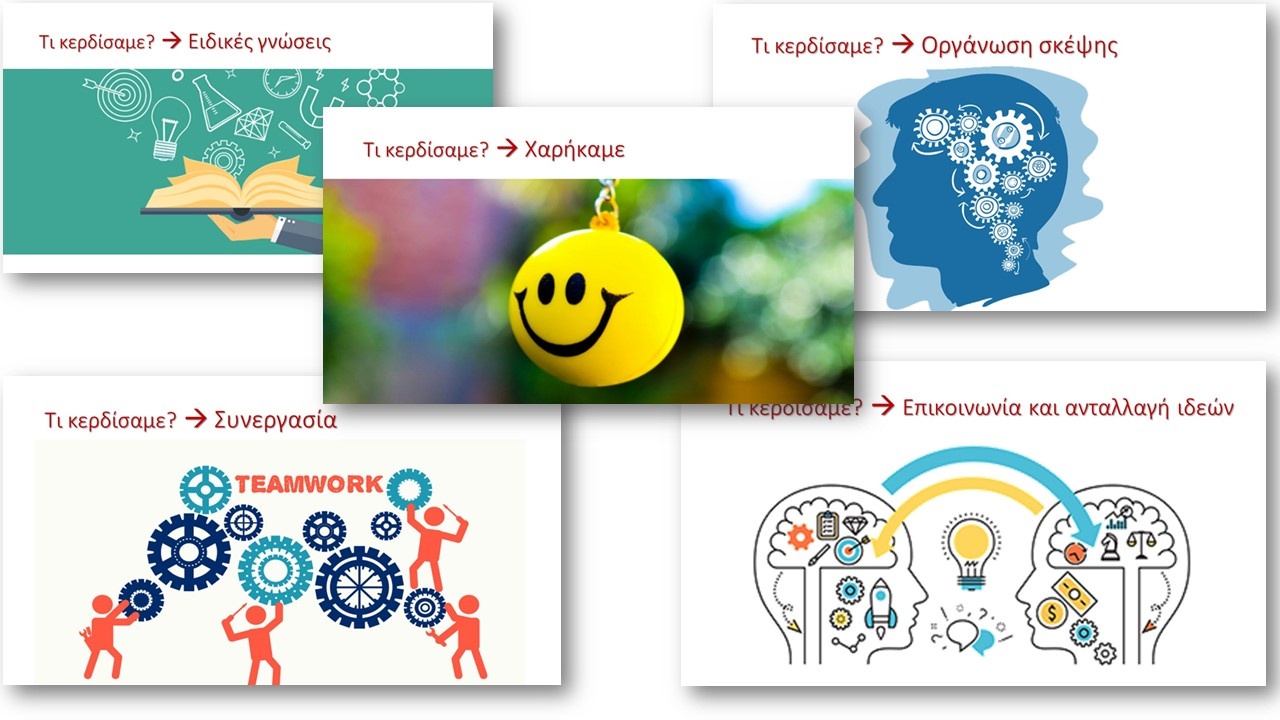 Τι κερδίσαμε? → Ειδικές γνώσεις
Τι κερδίσαμε? → Οργάνωση σκέψης
Τι κερδίσαμε? → Χαρήκαμε
Τι κερδίσαμε? → Συνεργασία
TEAMWORK
Τι κερδίσαμε? → Επικοινωνία και ανταλλαγή ιδεών